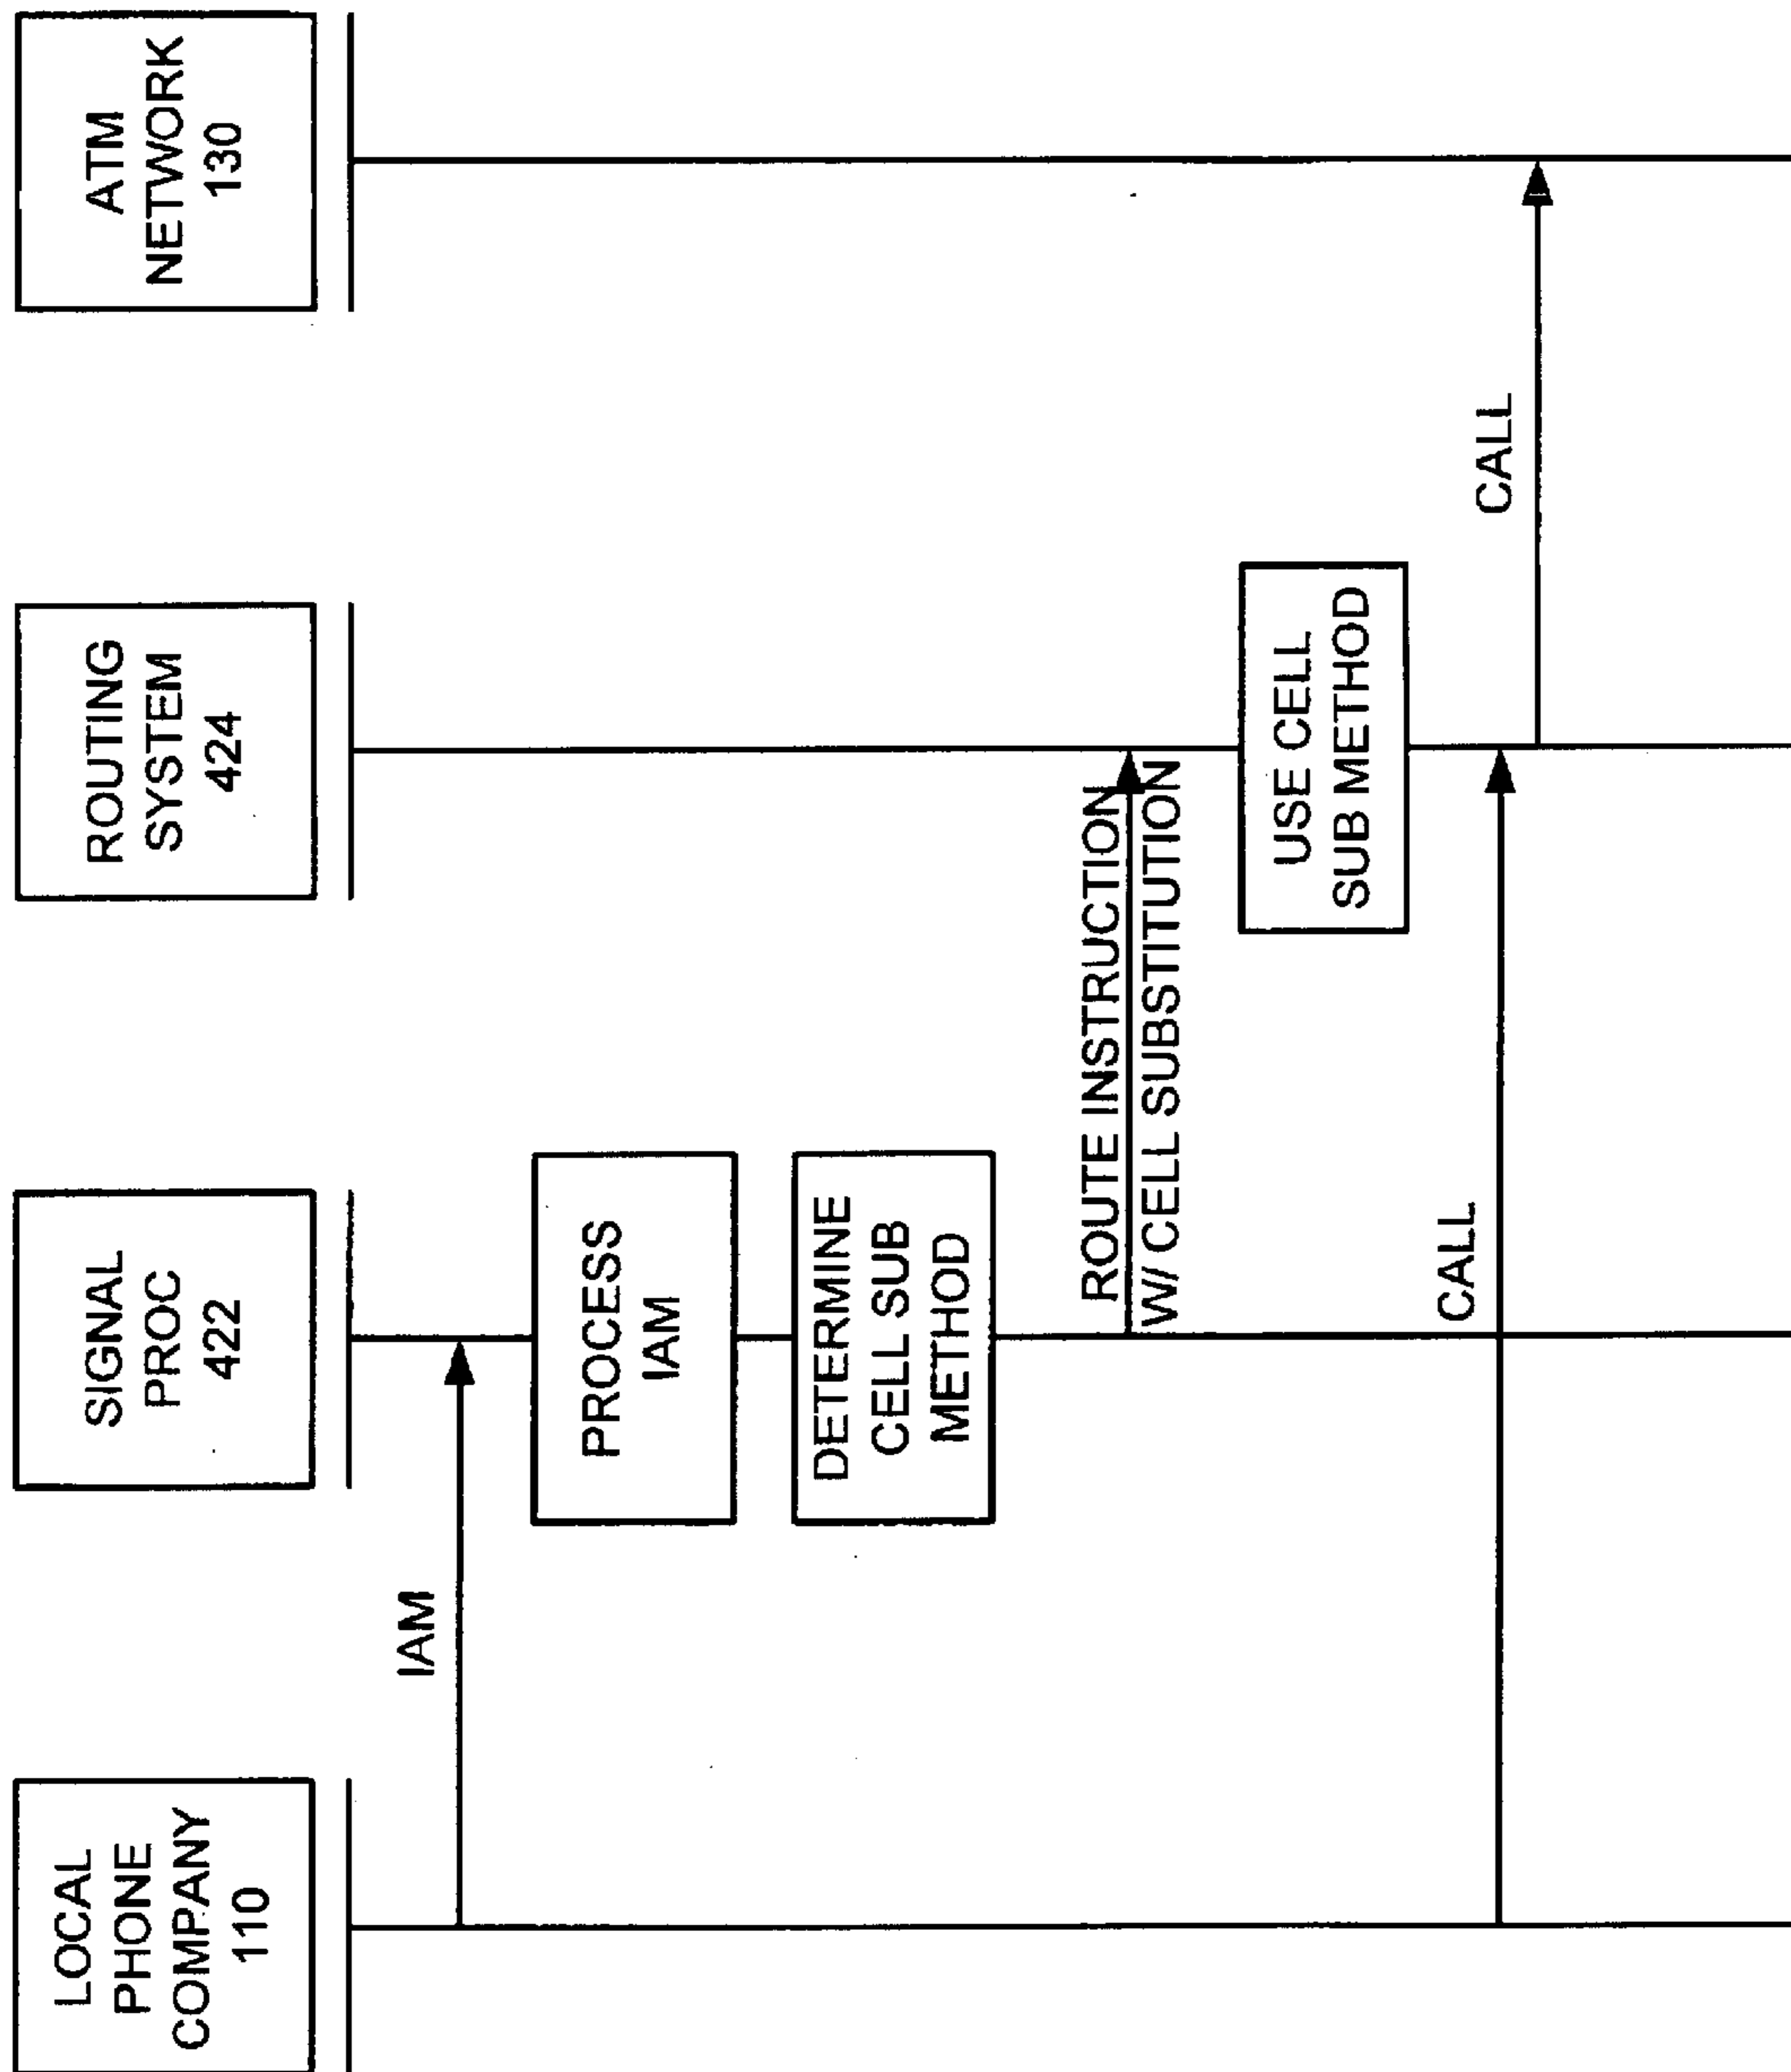 LOCAL
PHONE
COMPANY
110
SIGNAL
PROC
422
ROUTING
SYSTEM
424
ATM
NETWORK
130
IAM
PROCESS
IAM
DETERMINE
CELL SUB
METHOD
ROUTE INSTRUCTION
W/ CELL SUBSTITUTION
USE CELL
SUB METHOD
CALL
CALL